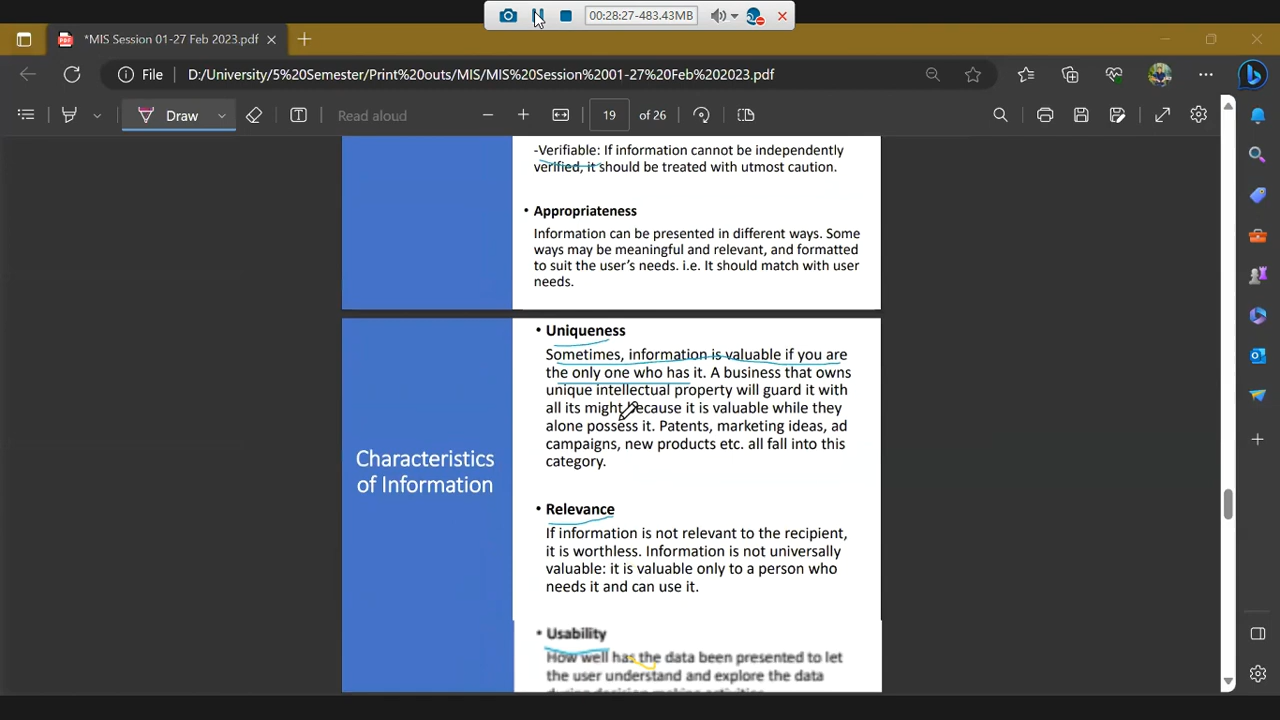 00:28:27-483.43MB
*MIS Session 01-27 Feb 2023.pdf
File D:/University/5%20Semester/Print%20outs/MIS/MIS%20Session%2001-27%20Feb%202023.pdf
Draw Read aloud 19 of 26
-Verifiable: If information cannot be independently
verified, it should be treated with utmost caution.
• Appropriateness
Information can be presented in different ways. Some
ways may be meaningful and relevant, and formatted
to suit the user's needs. i.e. It should match with user
needs.
Characteristics
of Information
• Uniqueness
Sometimes, information is valuable if you are
the only one who has it. A business that owns
unique intellectual property will guard it with
all its might because it is valuable while they
alone possess it. Patents, marketing ideas, ad
campaigns, new products etc. all fall into this
category.
• Relevance
If information is not relevant to the recipient,
it is worthless. Information is not universally
valuable: it is valuable only to a person who
needs it and can use it.
• Usability
How well has the data been presented to let
the user understand and explore the data
during decision making activities